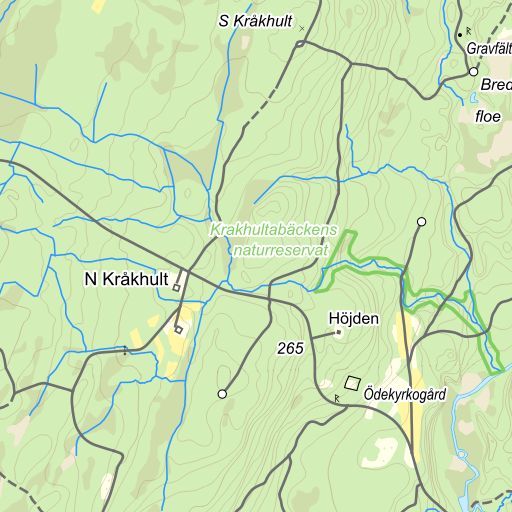 S Kråkhult
Gravfält
Bred
floe
Krakhultabäckens
naturreservat
N Kråkhult
Höjden
265
Ödekyrkogård